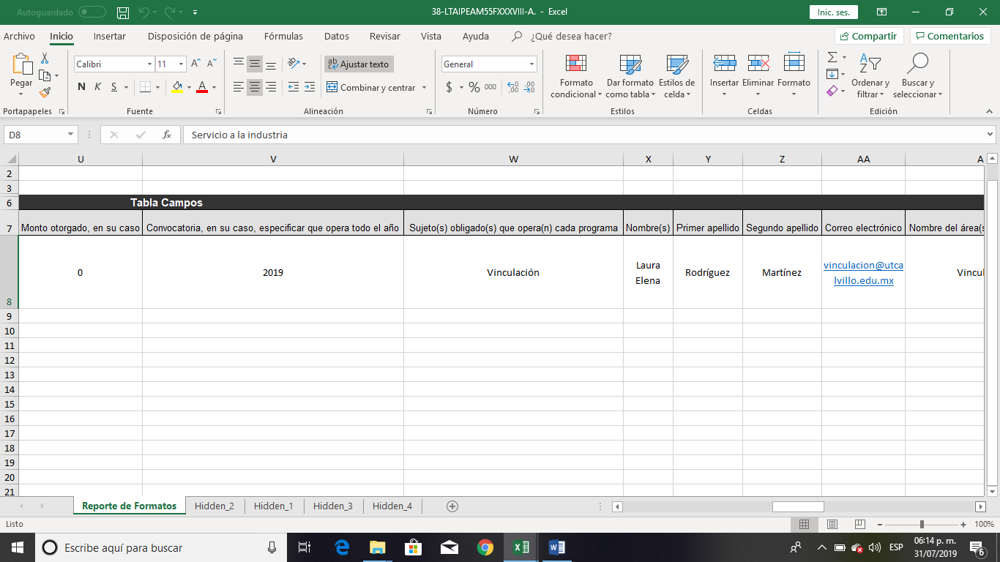 Autoguardado
38-LTAIPEAM55FXXXVIII-A. - Excel
Inic. ses.
Archivo Inicio Insertar Disposición de página Fórmulas Datos Revisar Vista Ayuda ¿Qué desea hacer? Compartir Comentarios
Pegar
Calibri 11
N K S A
Ajustar texto
Combinar y centrar
General
$ % 000
Formato condicional
Dar formato como tabla
Estilos de celda
Insertar Eliminar Formato
Ordenar y filtrar
Buscar y seleccionar
Portapapeles Fuente Alineación Número Estilos Celdas Edición
D8 fx Servicio a la industria
U V W X Y Z AA A
2
3
6 Tabla Campos
7 Monto otorgado, en su caso Convocatoria, en su caso, especificar que opera todo el año Sujeto(s) obligado(s) que opera(n) cada programa Nombre(s) Primer apellido Segundo apellido Correo electrónico Nombre del área(s
8 0 2019 Vinculación Laura Elena Rodríguez Martínez vinculacion@utcalvillo.edu.mx Vincul
9
10
11
12
13
14
15
16
17
18
19
20
21
Reporte de Formatos Hidden_2 Hidden_1 Hidden_3 Hidden_4
Listo 100%
Escribe aquí para buscar
ESP
06:14 p. m.
31/07/2019
6